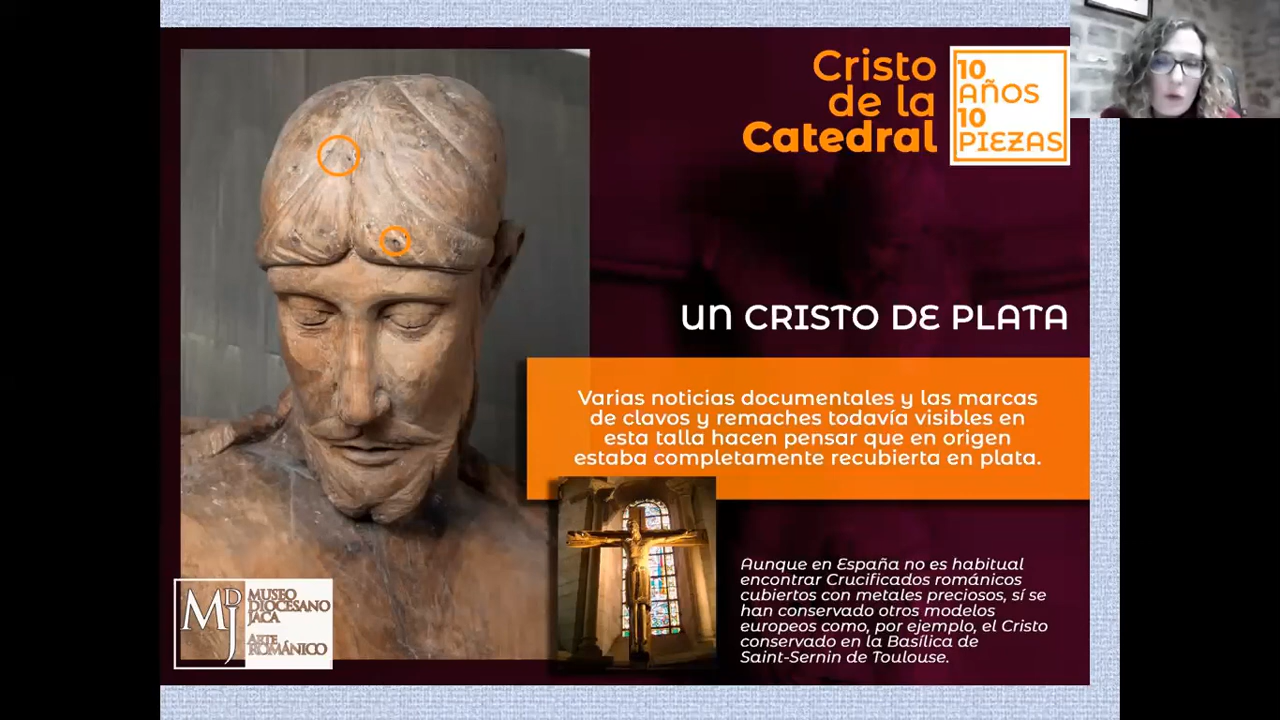 Cristo
de la
Catedral
10
AÑOS
10
PIEZAS
UN CRISTO DE PLATA
Varias noticias documentales y las marcas
de clavos y remaches todavía visibles en
esta talla hacen pensar que en origen
estaba completamente recubierta en plata.
Aunque en España no es habitual
encontrar Crucificados románicos
cubiertos con metales preciosos, sí se
han conservado otros modelos
europeos como, por ejemplo, el Cristo
conservado en la Basílica de
Saint-Sernin de Toulouse.
MDJ
MUSEO
DIOCESANO
JACA
ARTE
ROMÁNICO